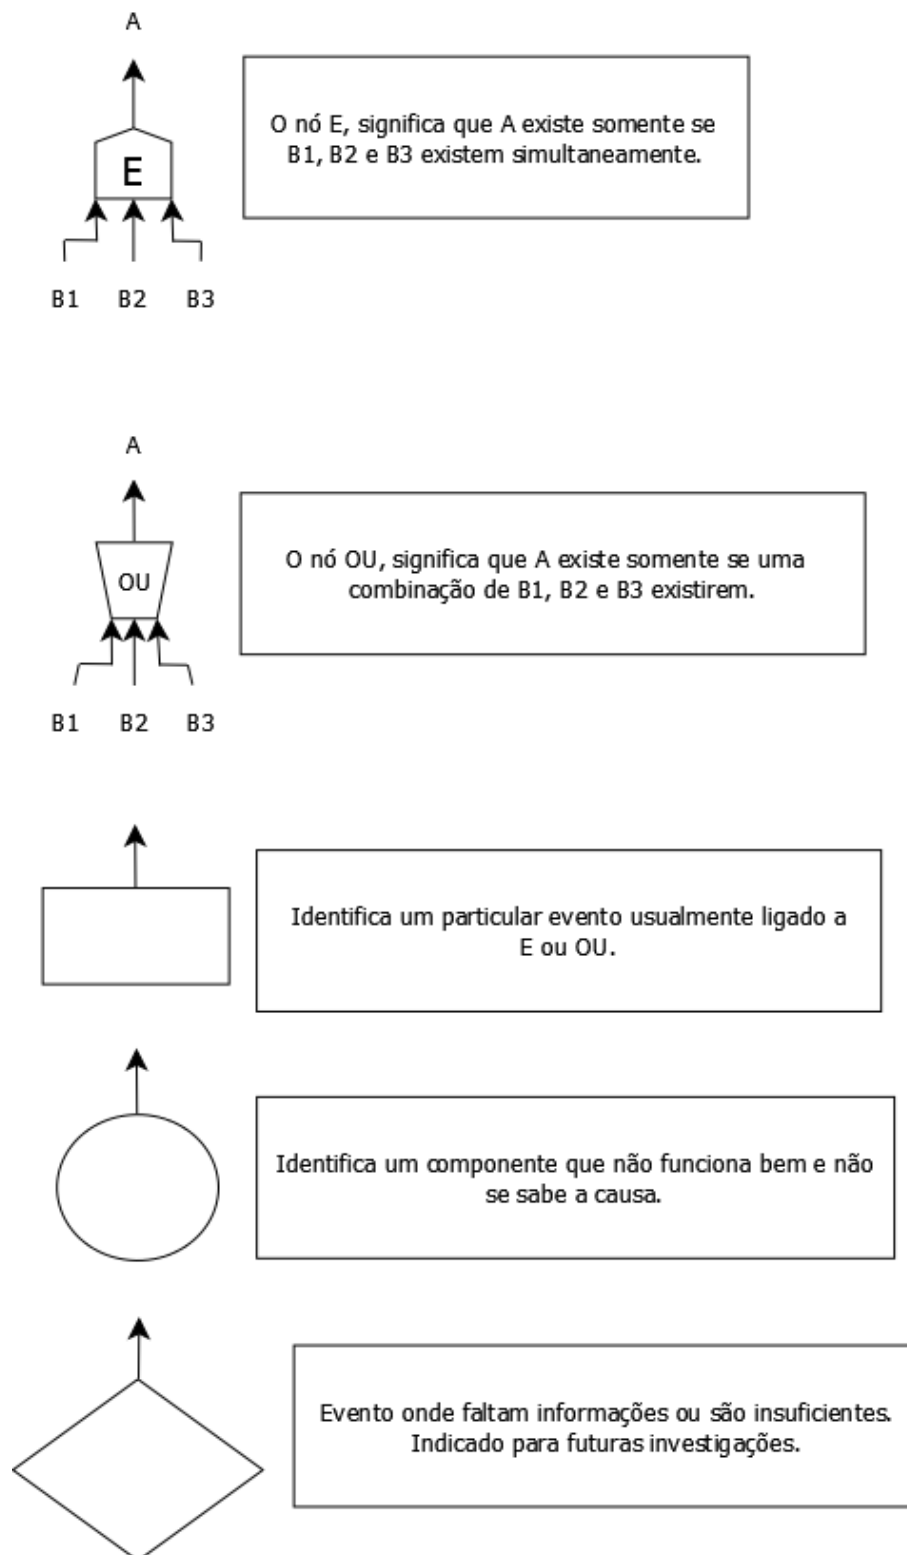 A
E
B1 B2 B3
O nó E, significa que A existe somente se
B1, B2 e B3 existem simultaneamente.
A
OU
B1 B2 B3
O nó OU, significa que A existe somente se uma
combinação de B1, B2 e B3 existirem.
Identifica um particular evento usualmente ligado a
E ou OU.
Identifica um componente que não funciona bem e não
se sabe a causa.
Evento onde faltam informações ou são insuficientes.
Indicado para futuras investigações.